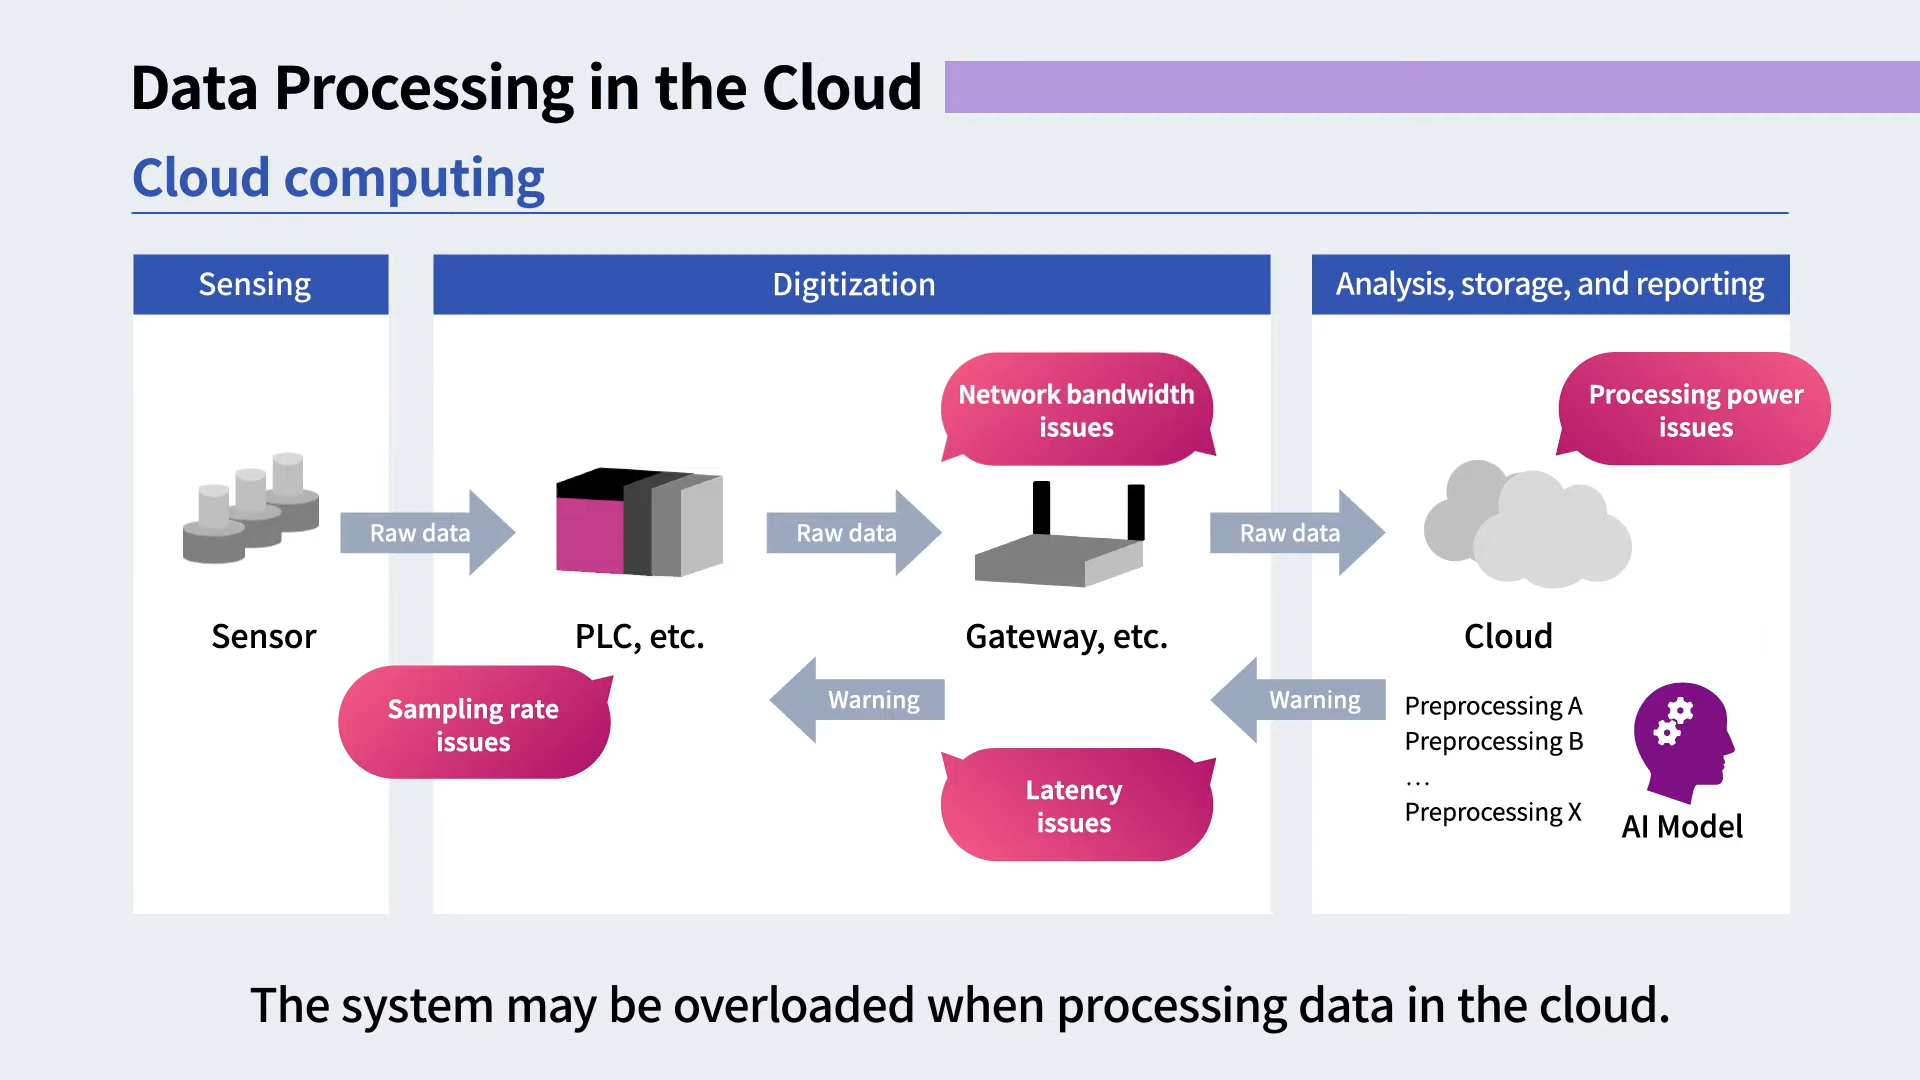 Data Processing in the Cloud
Cloud computing
Sensing
Digitization
Analysis, storage, and reporting
Network bandwidth
issues
Processing power
issues
Raw data
Raw data
Raw data
Sensor
PLC, etc.
Gateway, etc.
Cloud
Sampling rate
issues
Warning
Warning
Latency
issues
Preprocessing A
Preprocessing B
…
Preprocessing X
AI Model
The system may be overloaded when processing data in the cloud.